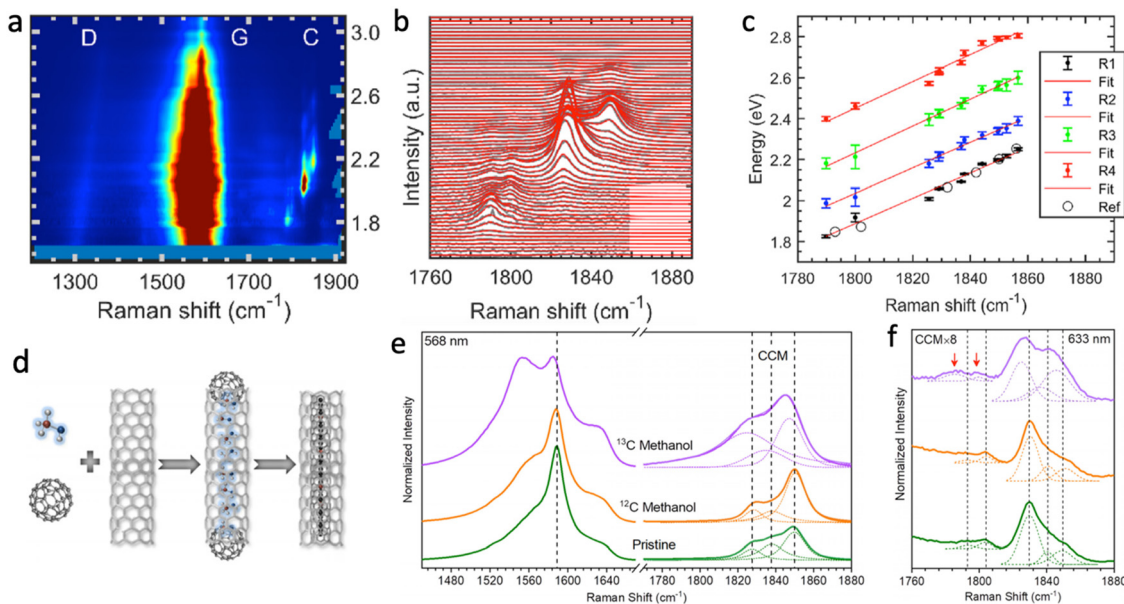 a
D
G
C
3.0
2.6
2.2
1.8
1300
1500
1700
1900
Raman shift (cm-1)
b
Intensity (a.u.)
1760
1800
1840
1880
Raman shift (cm-1)
c
Energy (eV)
2.8
2.6
2.4
2.2
2
1.8
1780
1800
1820
1840
1860
1880
Raman shift (cm-1)
R1
Fit
R2
Fit
R3
Fit
R4
Fit
Ref
d
e
568 nm
CCM
13C Methanol
12C Methanol
Pristine
Normalized Intensity
1480
1520
1560
1600
1640
1760
1780
1800
1820
1840
1860
1880
Raman Shift (cm-1)
f
CCM×8
633 nm
Normalized Intensity
1760
1800
1840
1880
Raman Shift (cm-1)